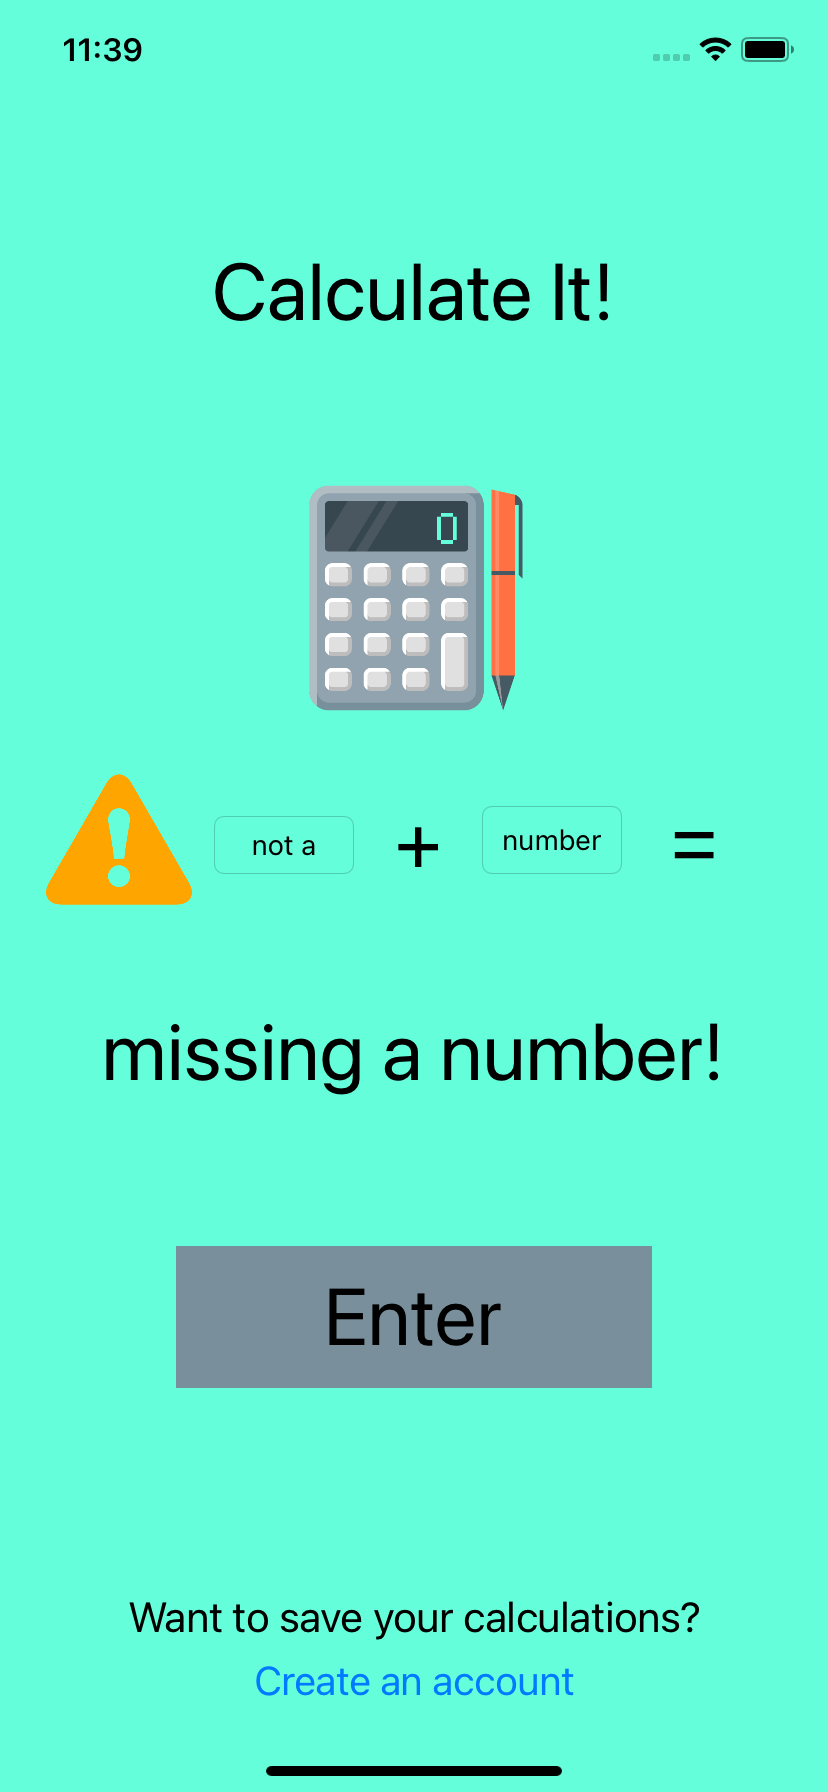 11:39
Calculate It!
0
not a + number =
missing a number!
Enter
Want to save your calculations?
Create an account